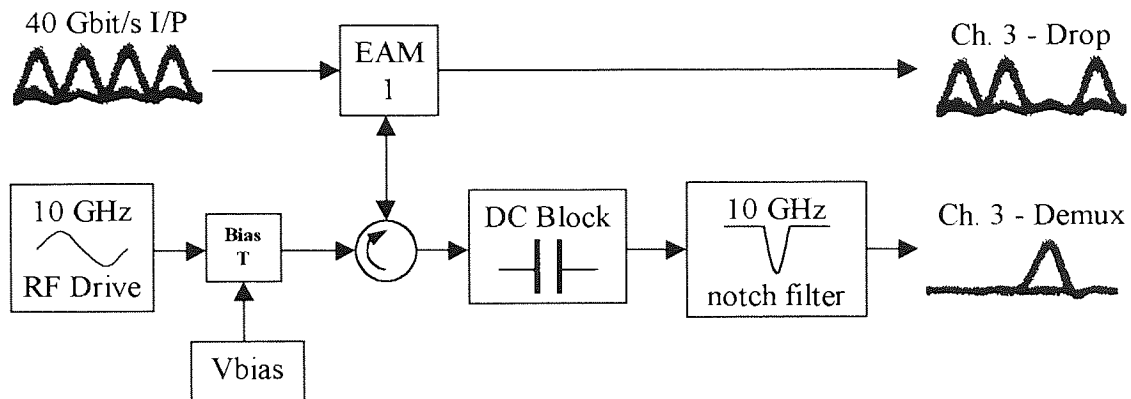 40 Gbit/s I/P
EAM
1
Ch. 3 - Drop
10 GHz
RF Drive
Bias
T
DC Block
10 GHz
notch filter
Ch. 3 - Demux
Vbias